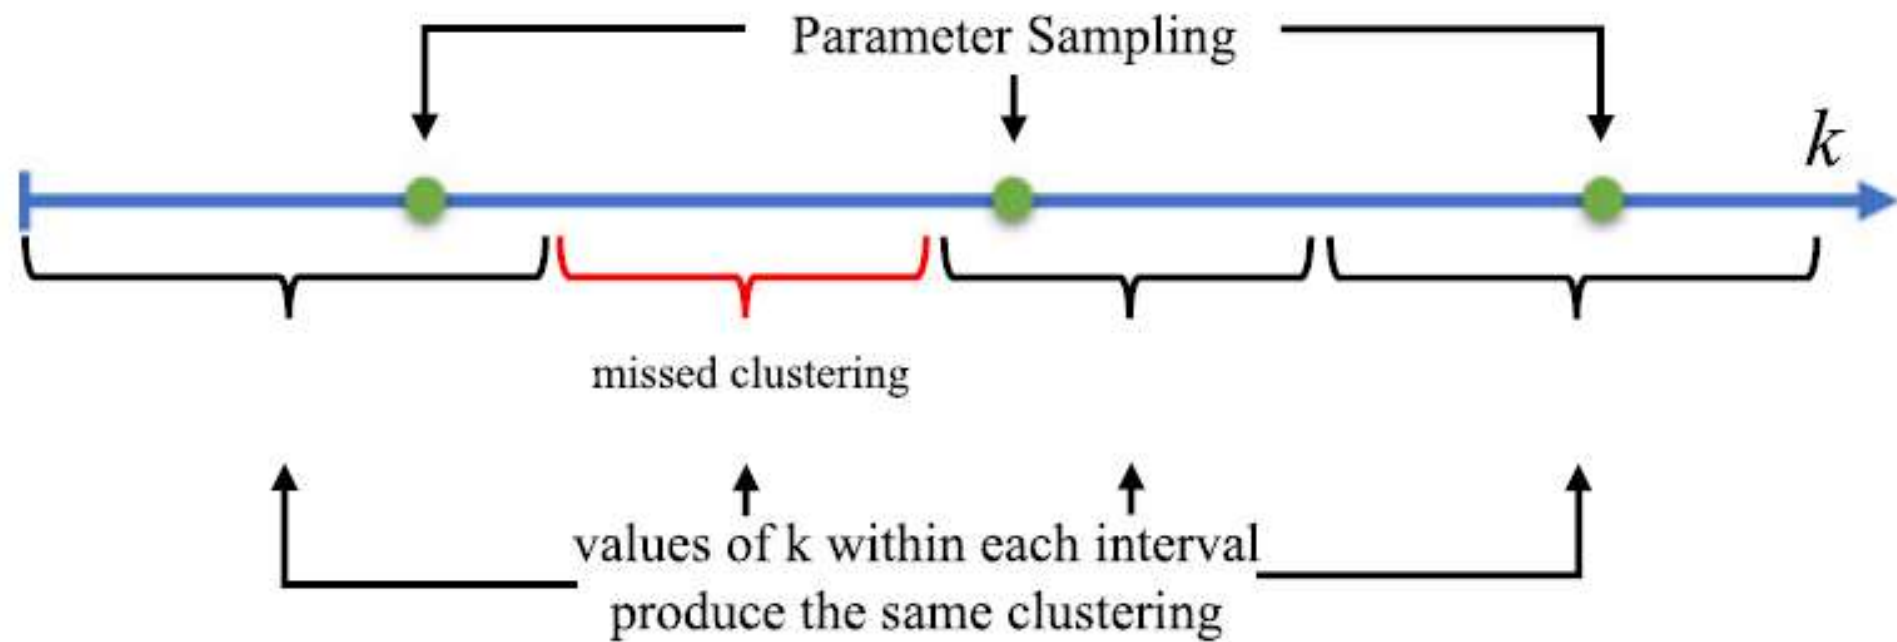 Parameter Sampling
k
missed clustering
values of k within each interval
produce the same clustering